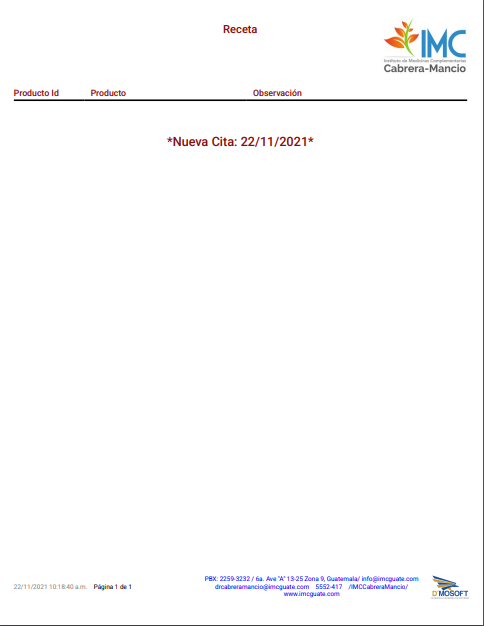 Receta
IMC
Instituto de Medicinas Complementarias
Cabrera-Mancio
Producto Id Producto Observación
*Nueva Cita: 22/11/2021*
PBX: 2259-3232 / 6a. Ave "A" 13-25 Zona 9, Guatemala/ info@imcguate.com
22/11/2021 10:18:40 a.m. Página 1 de 1
drcabreramancio@imcguate.com 5552-417 /IMCCabreraMancio/
www.imcguate.com
D'MOSOFT